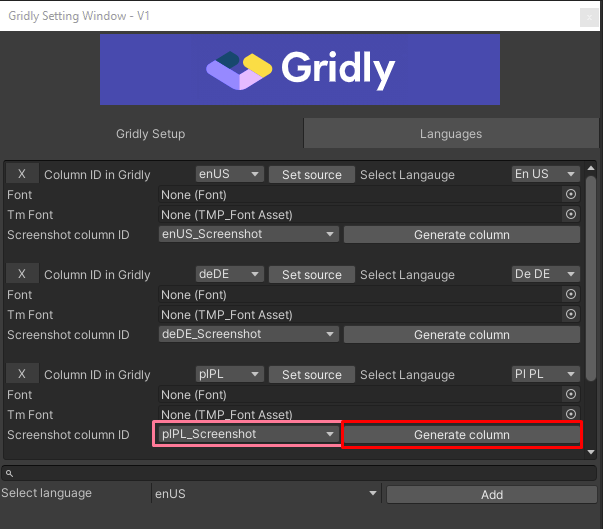 Gridly Setting Window - V1
Gridly
Gridly Setup Languages
X Column ID in Gridly enUS Set source Select Langauge En US
Font None (Font)
Tm Font None (TMP_Font Asset)
Screenshot column ID enUS_Screenshot Generate column
X Column ID in Gridly deDE Set source Select Langauge De DE
Font None (Font)
Tm Font None (TMP_Font Asset)
Screenshot column ID deDE_Screenshot Generate column
X Column ID in Gridly plPL Set source Select Langauge Pl PL
Font None (Font)
Tm Font None (TMP_Font Asset)
Screenshot column ID plPL_Screenshot Generate column
Select language enUS Add